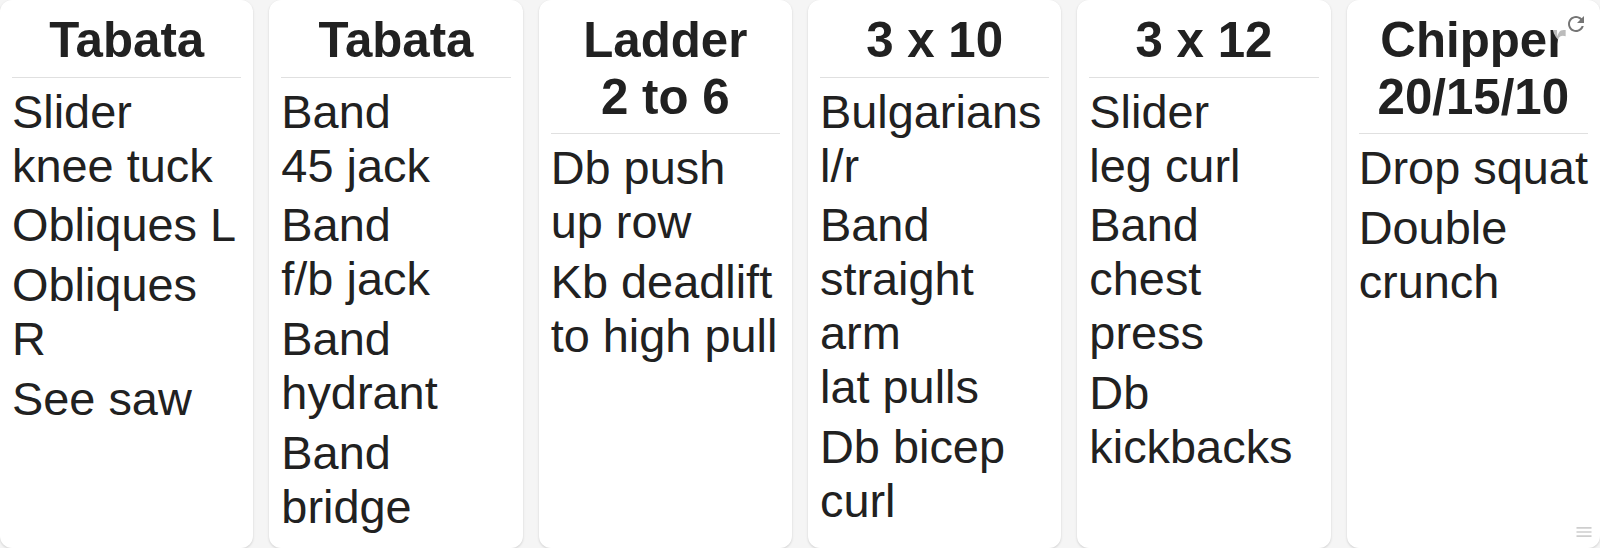 Tabata
Slider
knee tuck
Obliques L
Obliques
R
See saw
Tabata
Band
45 jack
Band
f/b jack
Band
hydrant
Band
bridge
Ladder
2 to 6
Db push
up row
Kb deadlift
to high pull
3 x 10
Bulgarians
l/r
Band
straight
arm
lat pulls
Db bicep
curl
3 x 12
Slider
leg curl
Band
chest
press
Db
kickbacks
Chipper
20/15/10
Drop squat
Double
crunch